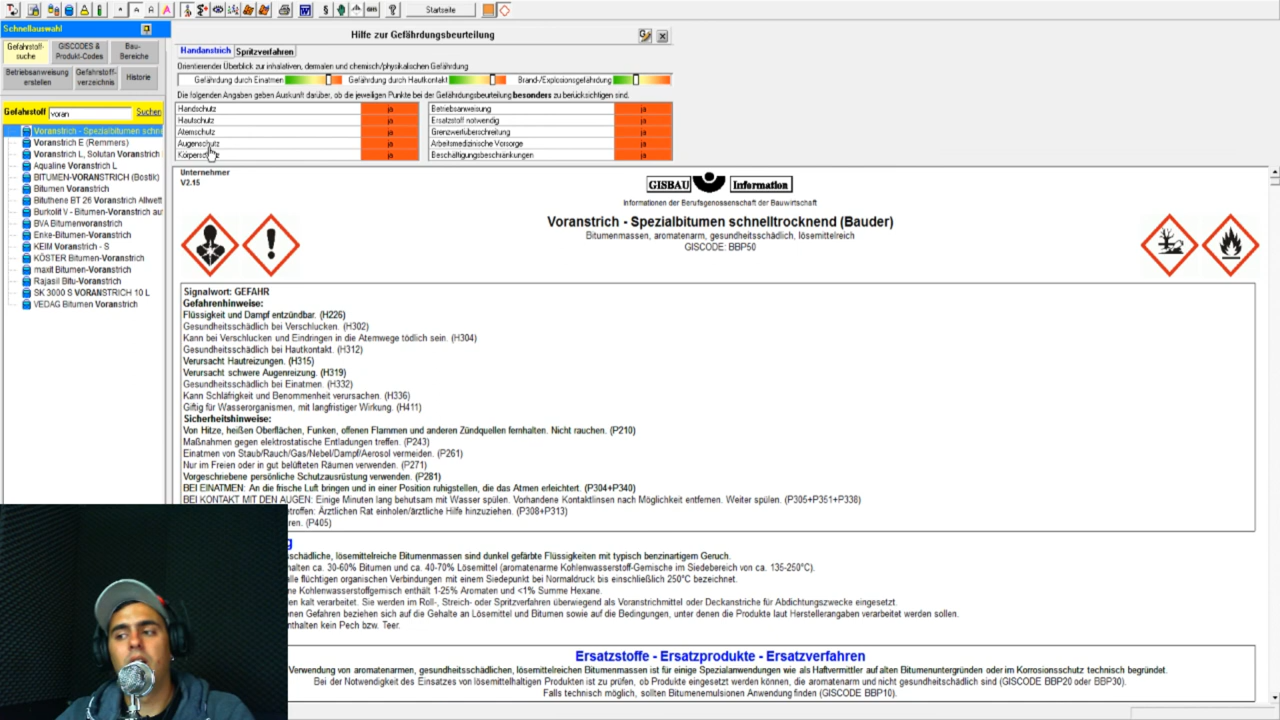 §
W
?
Startseite
Schnellauswahl
Gefahrstoff-
suche
GISCODES &
Produkt-Codes
Bau-
Bereiche
Betriebsanweisung
erstellen
Gefahrstoff-
verzeichnis
Historie
Gefahrstoff voran Suchen
Voranstrich - Spezialbitumen schn
Voranstrich E (Remmers)
Voranstrich L, Solutan Voranstrich
Aqualine Voranstrich L
BITUMEN-VORANSTRICH (Bostik)
Bitumen Voranstrich
Bituthene BT 26 Voranstrich Allwett
Burkolit V - Bitumen-Voranstrich au
BVA Bitumenvoranstrich
Enke-Bitumen-Voranstrich
KEIM Voranstrich - S
KÖSTER Bitumen-Voranstrich
maxit Bitumen-Voranstrich
Rajasil Bitu-Voranstrich
SK 3000 S VORANSTRICH 10 L
VEDAG Bitumen Voranstrich
Hilfe zur Gefährdungsbeurteilung
Handanstrich Spritzverfahren
Orientierender Überblick zur inhalativen, dermalen und chemisch/physikalischen Gefährdung
Gefährdung durch Einatmen Gefährdung durch Hautkontakt Brand-/Explosionsgefährdung
Die folgenden Angaben geben Auskunft darüber, ob die jeweiligen Punkte bei der Gefährdungsbeurteilung besonders zu berücksichtigen sind.
Handschutz ja Betriebsanweisung ja
Hautschutz ja Ersatzstoff notwendig ja
Atemschutz ja Grenzwertüberschreitung ja
Augenschutz ja Arbeitsmedizinische Vorsorge ja
Körperschutz ja Beschäftigungsbeschränkungen ja
Unternehmer
V2.15
GISBAU Information
Informationen der Berufsgenossenschaft der Bauwirtschaft
Voranstrich - Spezialbitumen schnelltrocknend (Bauder)
Bitumenmassen, aromatenarm, gesundheitsschädlich, lösemittelreich
GISCODE: BBP50
Signalwort: GEFAHR
Gefahrenhinweise:
Flüssigkeit und Dampf entzündbar. (H226)
Gesundheitsschädlich bei Verschlucken. (H302)
Kann bei Verschlucken und Eindringen in die Atemwege tödlich sein. (H304)
Gesundheitsschädlich bei Hautkontakt. (H312)
Verursacht Hautreizungen. (H315)
Verursacht schwere Augenreizung. (H319)
Gesundheitsschädlich bei Einatmen. (H332)
Kann Schläfrigkeit und Benommenheit verursachen. (H336)
Giftig für Wasserorganismen, mit langfristiger Wirkung. (H411)
Sicherheitshinweise:
Von Hitze, heißen Oberflächen, Funken, offenen Flammen und anderen Zündquellen fernhalten. Nicht rauchen. (P210)
Maßnahmen gegen elektrostatische Entladungen treffen. (P243)
Einatmen von Staub/Rauch/Gas/Nebel/Dampf/Aerosol vermeiden. (P261)
Nur im Freien oder in gut belüfteten Räumen verwenden. (P271)
Vorgeschriebene persönliche Schutzausrüstung verwenden. (P281)
BEI EINATMEN: An die frische Luft bringen und in einer Position ruhigstellen, die das Atmen erleichtert. (P304+P340)
BEI KONTAKT MIT DEN AUGEN: Einige Minuten lang behutsam mit Wasser spülen. Vorhandene Kontaktlinsen nach Möglichkeit entfernen. Weiter spülen. (P305+P351+P338)
troffen: Ärztlichen Rat einholen/ärztliche Hilfe hinzuziehen. (P308+P313)
ren. (P405)
g
schädliche, lösemittelreiche Bitumenmassen sind dunkel gefärbte Flüssigkeiten mit typisch benzinartigem Geruch.
halten ca. 30-60% Bitumen und ca. 40-70% Lösemittel (aromatenarme Kohlenwasserstoff-Gemische im Siedebereich von ca. 135-250°C).
alle flüchtigen organischen Verbindungen mit einem Siedepunkt bei Normaldruck bis einschließlich 250°C bezeichnet.
ne Kohlenwasserstoffgemisch enthält 1-25% Aromaten und <1% Summe Hexane.
en kalt verarbeitet. Sie werden im Roll-, Streich- oder Spritzverfahren überwiegend als Voranstrichmittel oder Deckanstriche für Abdichtungszwecke eingesetzt.
nen Gefahren beziehen sich auf die Gehalte an Lösemittel und Bitumen sowie auf die Bedingungen, unter denen die Produkte laut Herstellerangaben verarbeitet werden sollen.
nthalten kein Pech bzw. Teer.
Ersatzstoffe - Ersatzprodukte - Ersatzverfahren
Verwendung von aromatenarmen, gesundheitsschädlichen, lösemittelreichen Bitumenmassen ist für einige Spezialanwendungen wie als Haftvermittler auf alten Bitumenuntergründen oder im Korrosionsschutz technisch begründet.
Bei der Notwendigkeit des Einsatzes von lösemittelhaltigen Produkten ist zu prüfen, ob Produkte eingesetzt werden können, die aromatenarm und nicht gesundheitsschädlich sind (GISCODE BBP20 oder BBP30).
Falls technisch möglich, sollten Bitumenemulsionen Anwendung finden (GISCODE BBP10).